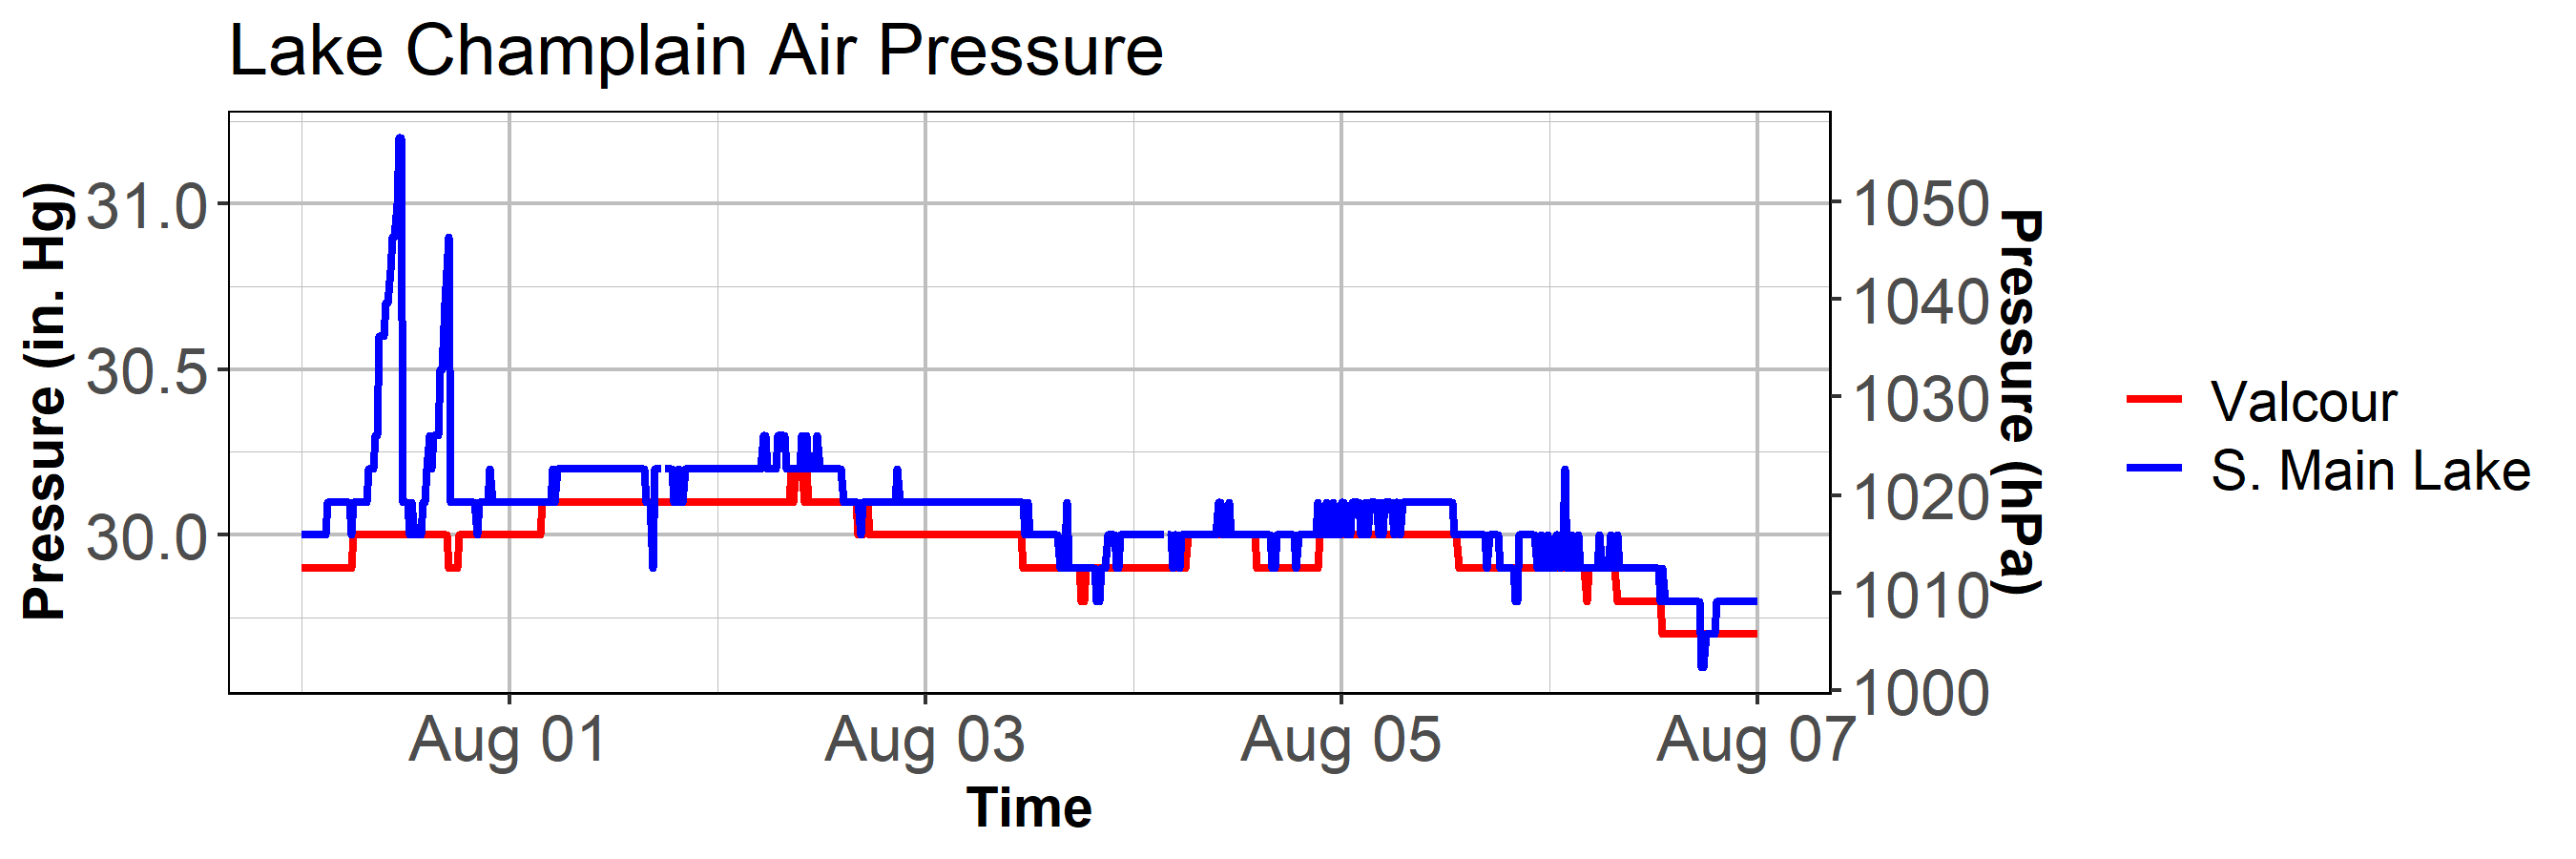 Lake Champlain Air Pressure
Pressure (in. Hg)
31.0
30.5
30.0
1050
1040
1030
1020
1010
1000
Pressure (hPa)
Aug 01 Aug 03 Aug 05 Aug 07
Time
Valcour
S. Main Lake